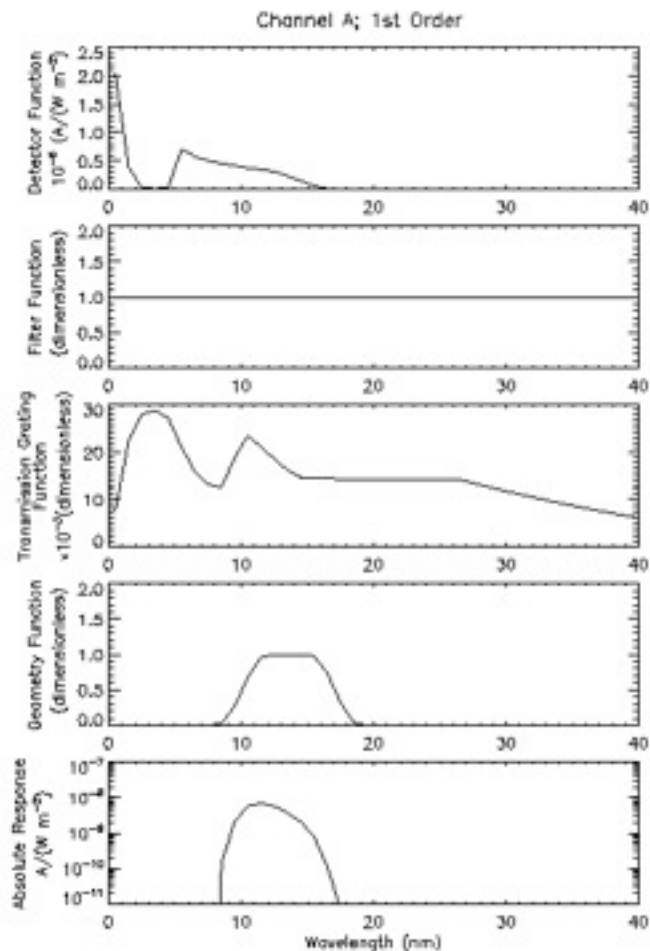 Channel A; 1st Order
Detector Function
10⁻⁶ (A/(W m⁻²)
2.5
2.0
1.5
1.0
0.5
0.0
0 10 20 30 40
Filter Function
(dimensionless)
2.0
1.5
1.0
0.5
0.0
0 10 20 30 40
Transmission Grating
Function
×10⁻³(dimensionless)
30
20
10
0
0 10 20 30 40
Geometry Function
(dimensionless)
2.0
1.5
1.0
0.5
0.0
0 10 20 30 40
Absolute Response
A/(W m⁻²)
10⁻⁷
10⁻⁸
10⁻⁹
10⁻¹⁰
10⁻¹¹
0 10 20 30 40
Wavelength (nm)